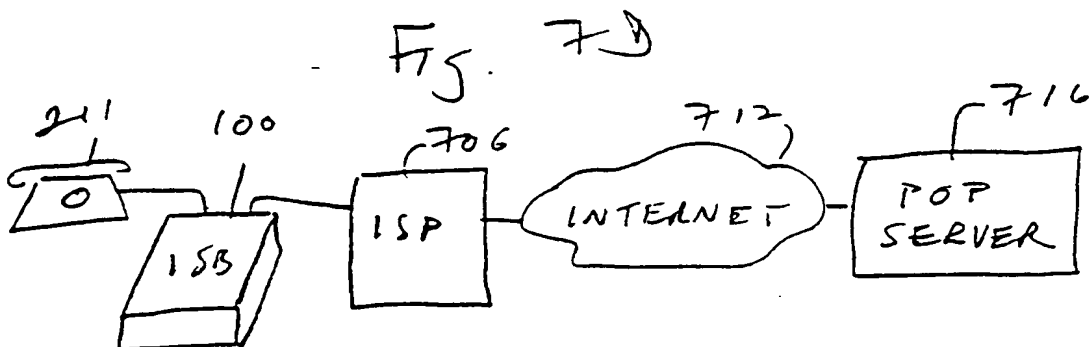 Fig. 7D
211
100
706
712
716
ISB
ISP
INTERNET
POP
SERVER